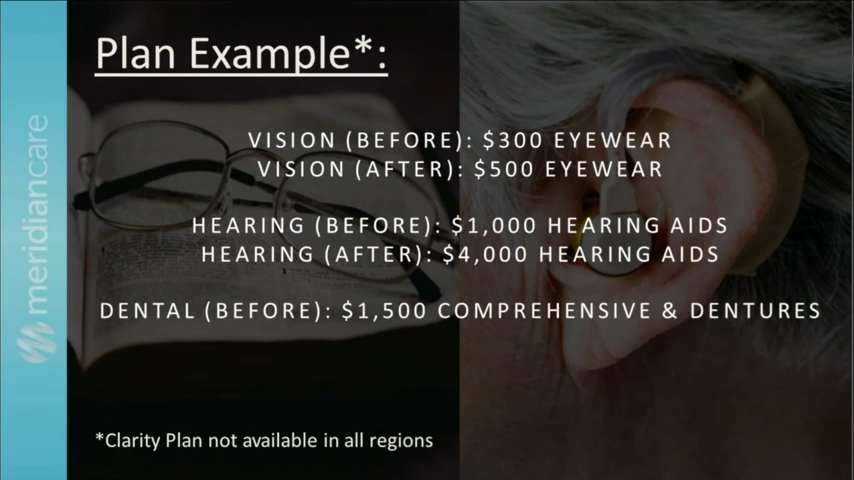 meridiancare
Plan Example*:
VISION (BEFORE): $300 EYEWEAR
VISION (AFTER): $500 EYEWEAR
HEARING (BEFORE): $1,000 HEARING AIDS
HEARING (AFTER): $4,000 HEARING AIDS
DENTAL (BEFORE): $1,500 COMPREHENSIVE & DENTURES
*Clarity Plan not available in all regions